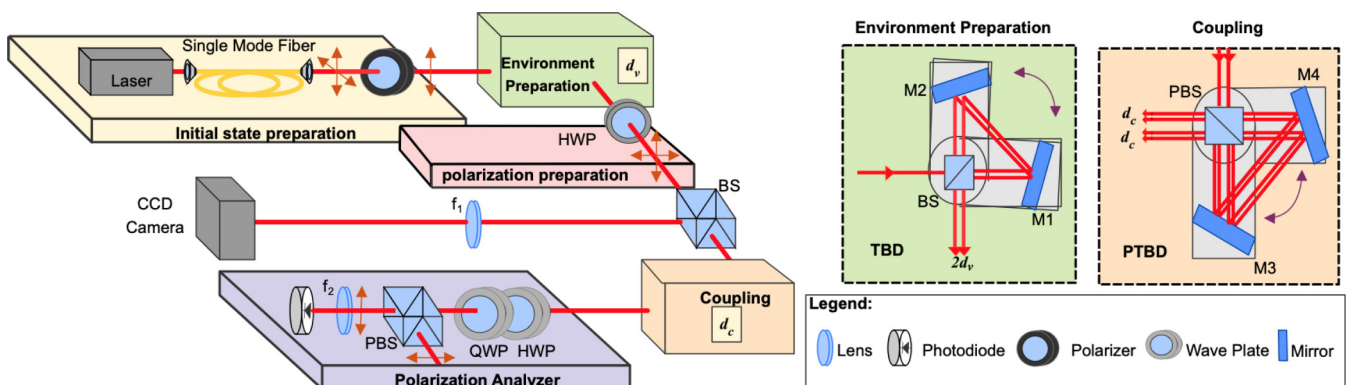 Single Mode Fiber
Laser
Initial state preparation
Environment
Preparation
d_v
HWP
polarization preparation
BS
CCD
Camera
f₁
Coupling
d_c
f₂
PBS
QWP
HWP
Polarization Analyzer
Environment Preparation
M2
BS
M1
TBD
2d_v
Coupling
PBS
M4
d_c
d_c
M3
PTBD
Legend:
Lens
Photodiode
Polarizer
Wave Plate
Mirror